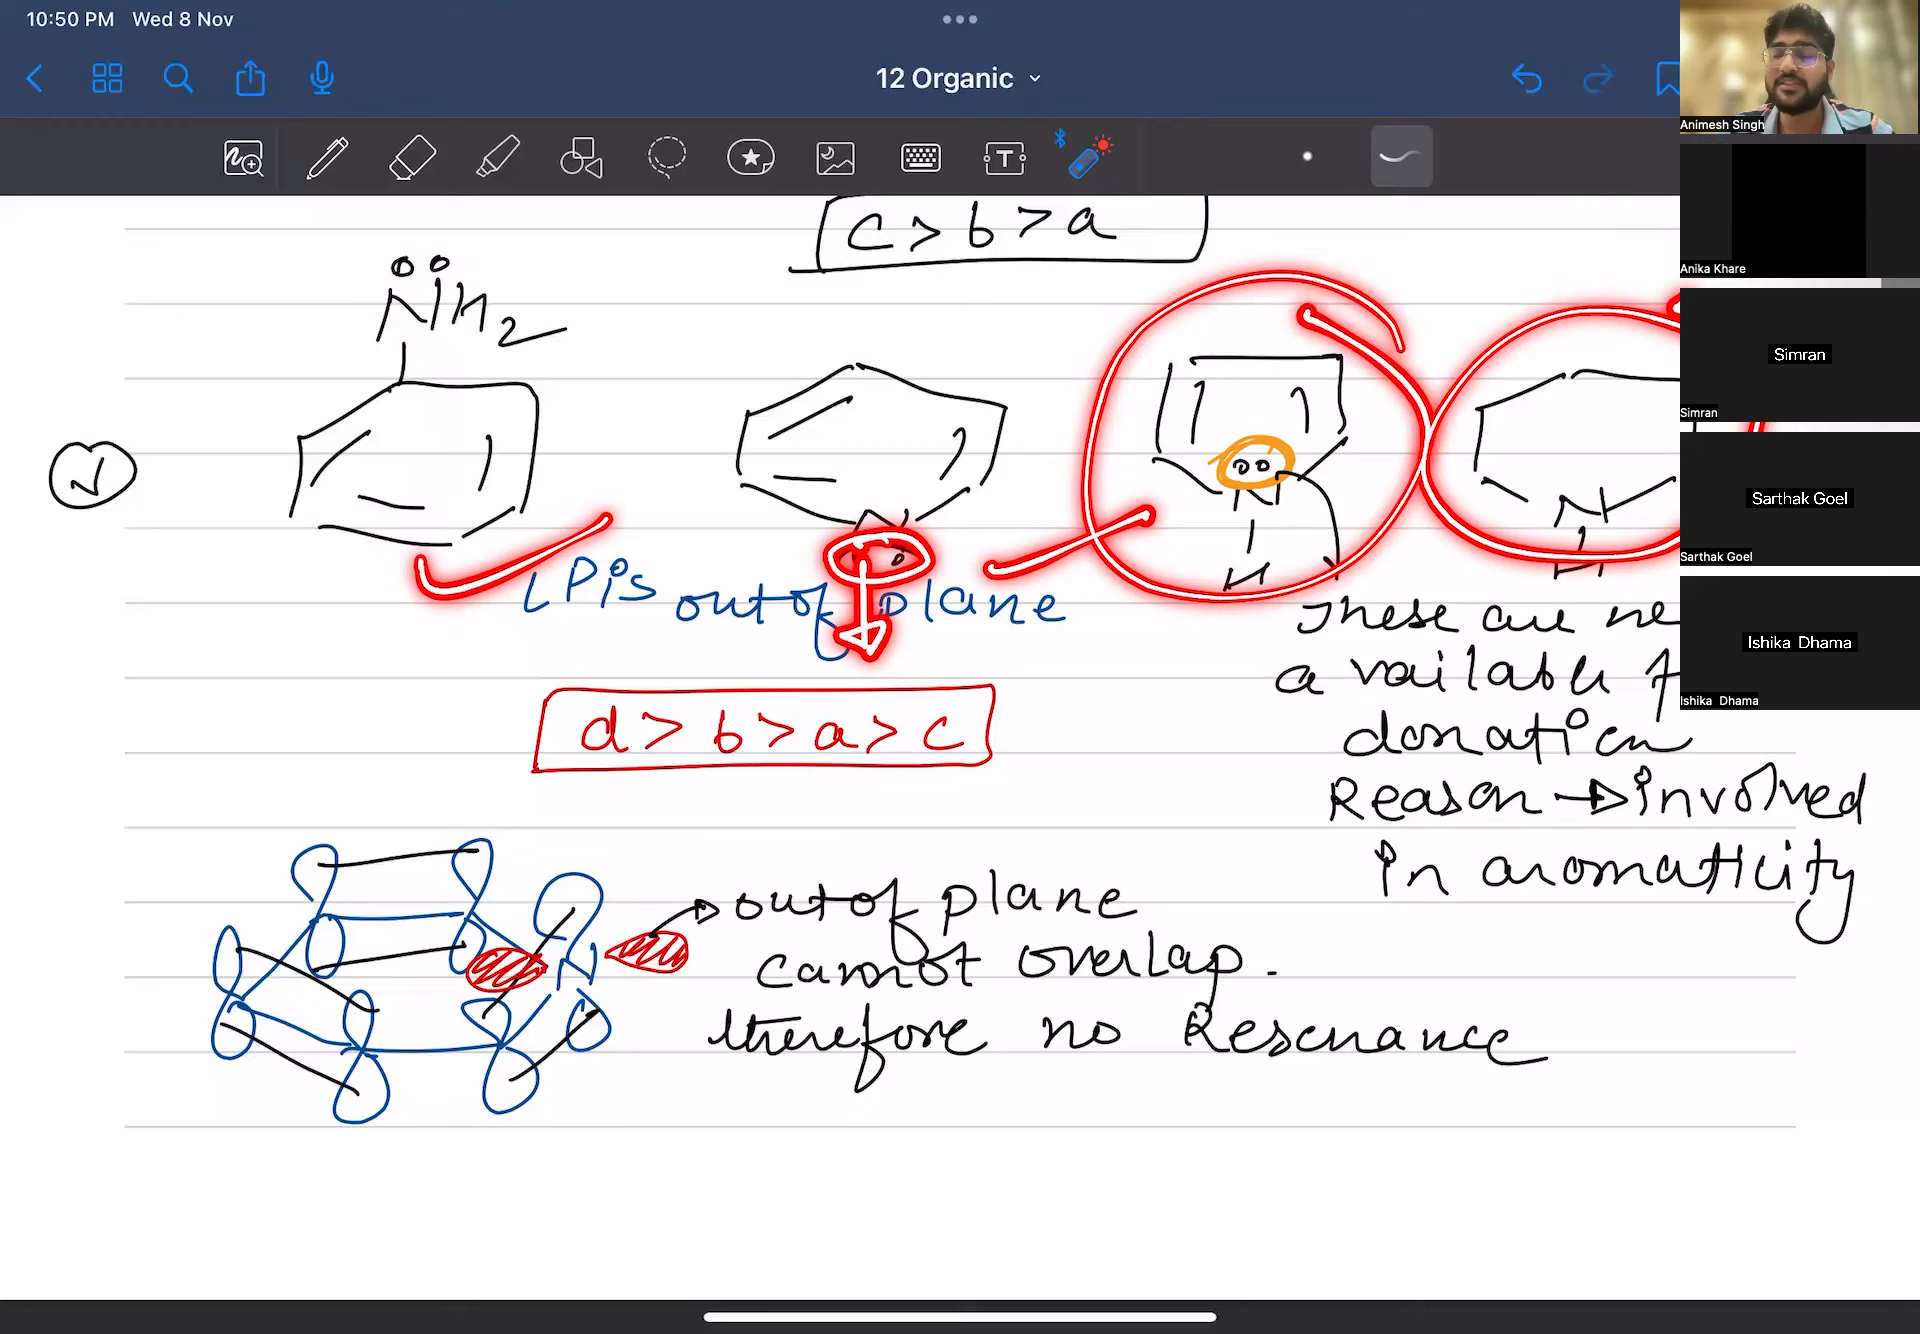 10:50 PM Wed 8 Nov
12 Organic
Animesh Singh
Anika Khare
Simran
Simran
Sarthak Goel
Sarthak Goel
Ishika Dhama
Ishika Dhama
c > b > a
NH2
N
N
H
N
H
LP is out of plane
These are
available
donation
Reason → involved
in aromaticity
d > b > a > c
N
→ out of plane
cannot overlap.
therefore no Resonance